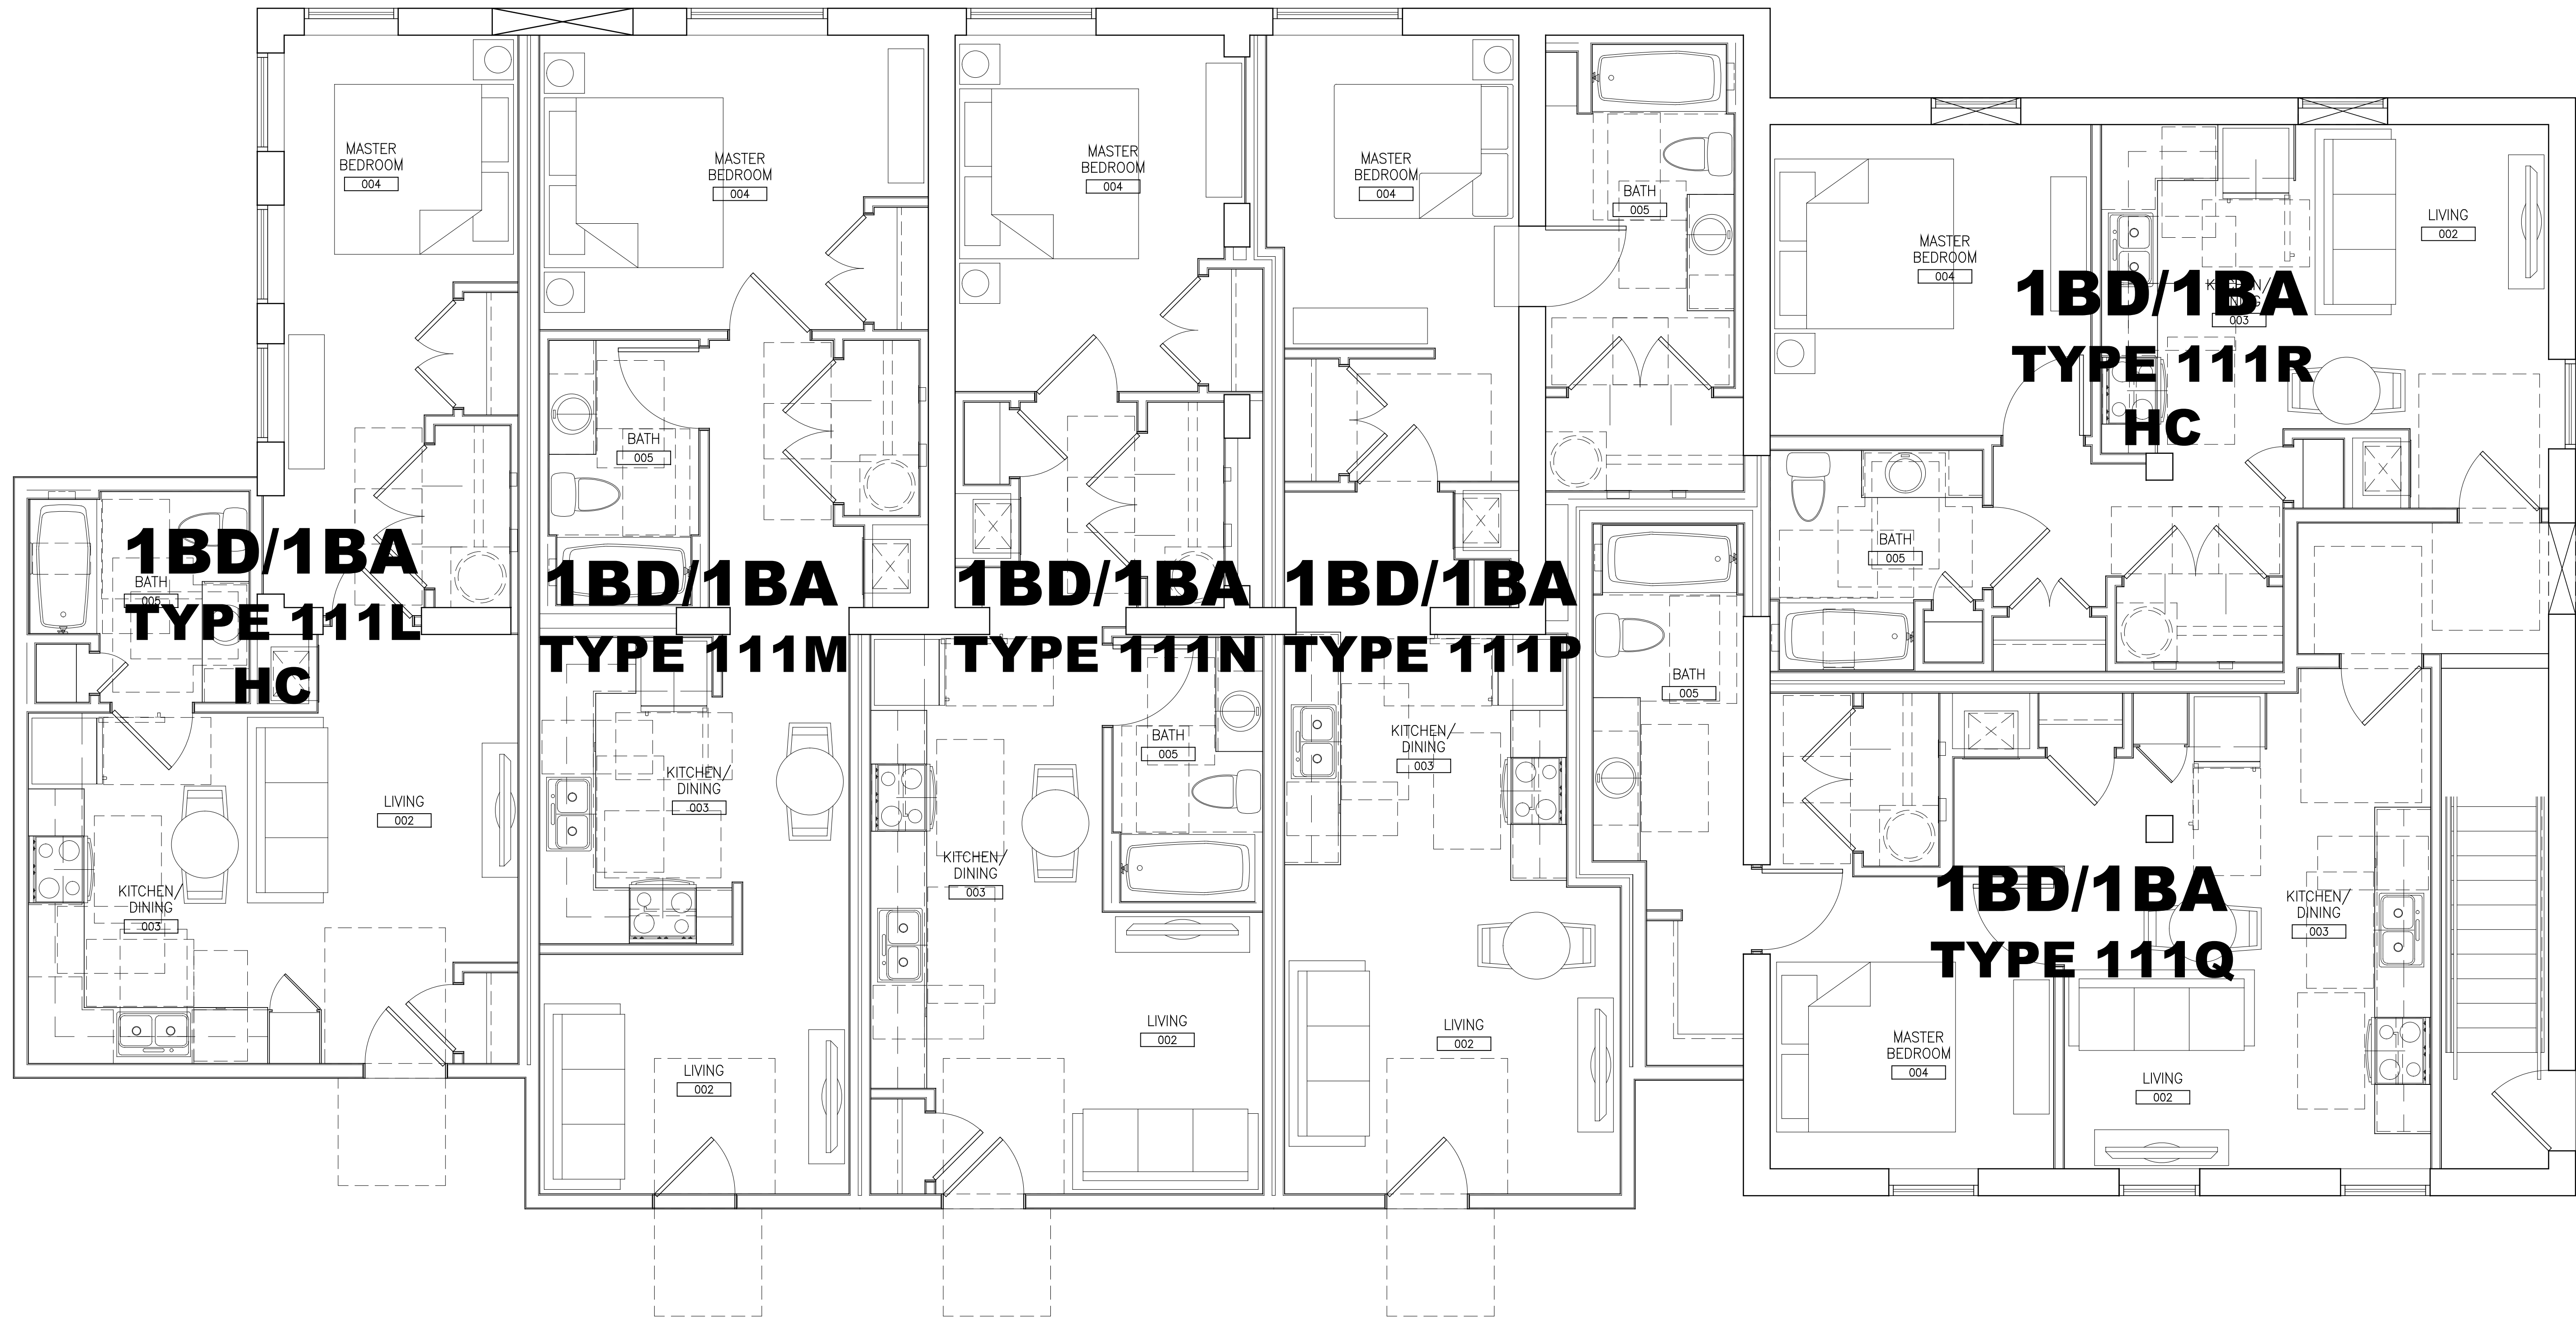 MASTER
BEDROOM
004
BATH
005
1BD/1BA
TYPE 111L
HC
LIVING
002
KITCHEN/
DINING
003
MASTER
BEDROOM
004
BATH
005
1BD/1BA
TYPE 111M
KITCHEN/
DINING
003
LIVING
002
MASTER
BEDROOM
004
1BD/1BA
TYPE 111N
BATH
005
KITCHEN/
DINING
003
LIVING
002
MASTER
BEDROOM
004
BATH
005
1BD/1BA
TYPE 111P
KITCHEN/
DINING
003
LIVING
002
MASTER
BEDROOM
004
LIVING
002
KITCHEN/
DINING
003
1BD/1BA
TYPE 111R
HC
BATH
005
BATH
005
1BD/1BA
TYPE 111Q
KITCHEN/
DINING
003
MASTER
BEDROOM
004
LIVING
002